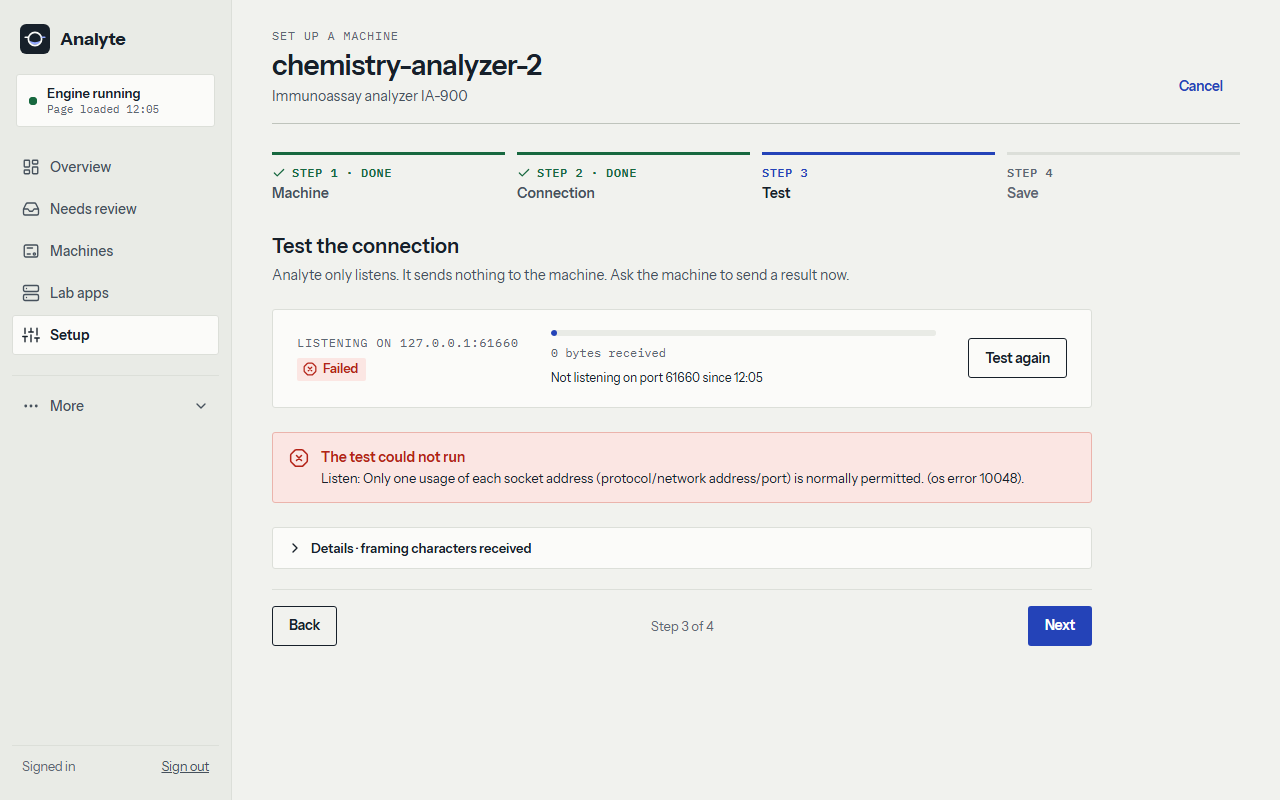 Analyte
Engine running
Page loaded 12:05
Overview
Needs review
Machines
Lab apps
Setup
More
Signed in
Sign out
SET UP A MACHINE
chemistry-analyzer-2
Immunoassay analyzer IA-900
Cancel
STEP 1 · DONE
Machine
STEP 2 · DONE
Connection
STEP 3
Test
STEP 4
Save
Test the connection
Analyte only listens. It sends nothing to the machine. Ask the machine to send a result now.
LISTENING ON 127.0.0.1:61660
Failed
0 bytes received
Not listening on port 61660 since 12:05
Test again
The test could not run
Listen: Only one usage of each socket address (protocol/network address/port) is normally permitted. (os error 10048).
Details · framing characters received
Back
Step 3 of 4
Next